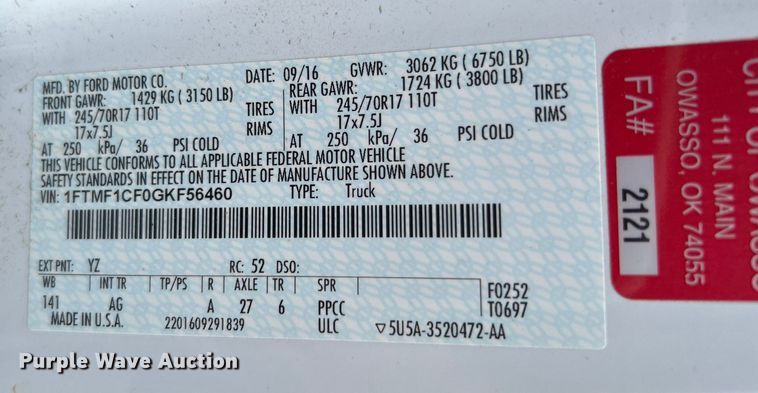 MFD. BY FORD MOTOR CO.
DATE: 09/16 GVWR: 3062 KG ( 6750 LB)
FRONT GAWR: 1429 KG ( 3150 LB)
WITH 245/70R17 110T TIRES
17x7.5J RIMS
AT 250 kPa/ 36 PSI COLD
REAR GAWR: 1724 KG ( 3800 LB)
WITH 245/70R17 110T TIRES
17x7.5J RIMS
AT 250 kPa/ 36 PSI COLD
THIS VEHICLE CONFORMS TO ALL APPLICABLE FEDERAL MOTOR VEHICLE
SAFETY STANDARDS IN EFFECT ON THE DATE OF MANUFACTURE SHOWN ABOVE.
VIN: 1FTMF1CF0GKF56460 TYPE: Truck
EXT PNT: YZ RC: 52 DSO:
WB INT TR TP/PS R AXLE TR SPR
141 AG A 27 6 PPCC
F0252
T0697
MADE IN U.S.A. 2201609291839 ULC ▽5U5A-3520472-AA
CITY OF OWASSO
111 N. MAIN
OWASSO, OK 74055
FA# 2121
Purple Wave Auction